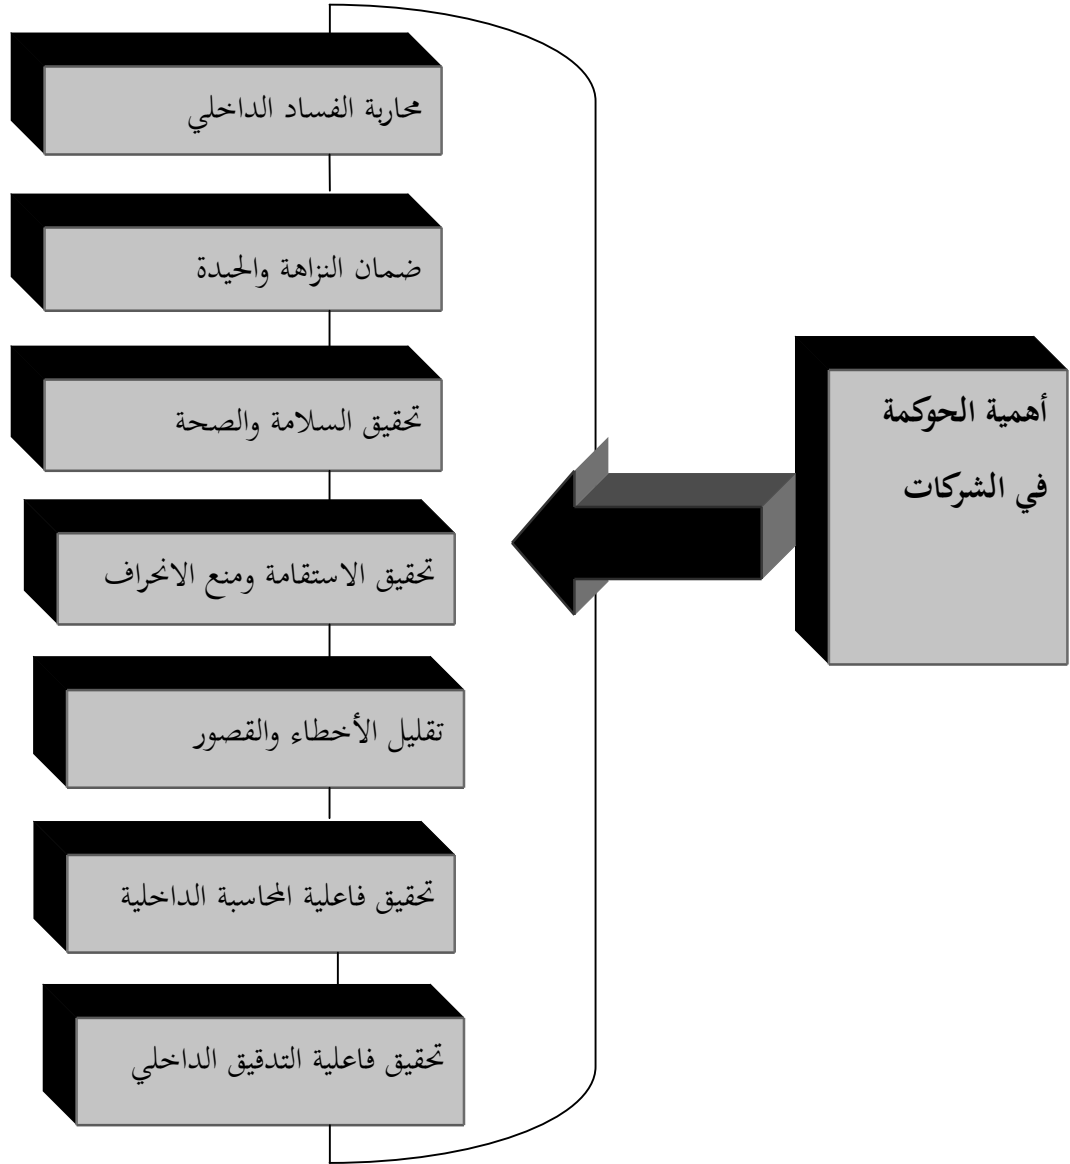 أهمية الحوكمة
في الشركات
محاربة الفساد الداخلي
ضمان النزاهة والحيدة
تحقيق السلامة والصحة
تحقيق الاستقامة ومنع الانحراف
تقليل الأخطاء والقصور
تحقيق فاعلية المحاسبة الداخلية
تحقيق فاعلية التدقيق الداخلي